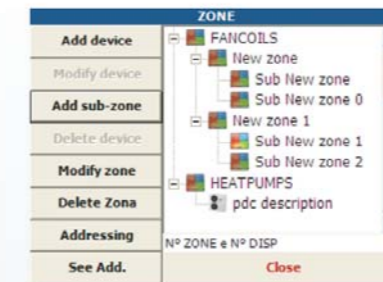 ZONE
Add device
Modify device
Add sub-zone
Delete device
Modify zone
Delete Zona
Addressing
See Add.
FANCOILS
New zone
Sub New zone
Sub New zone 0
New zone 1
Sub New zone 1
Sub New zone 2
HEATPUMPS
pdc description
Nº ZONE e Nº DISP
Close